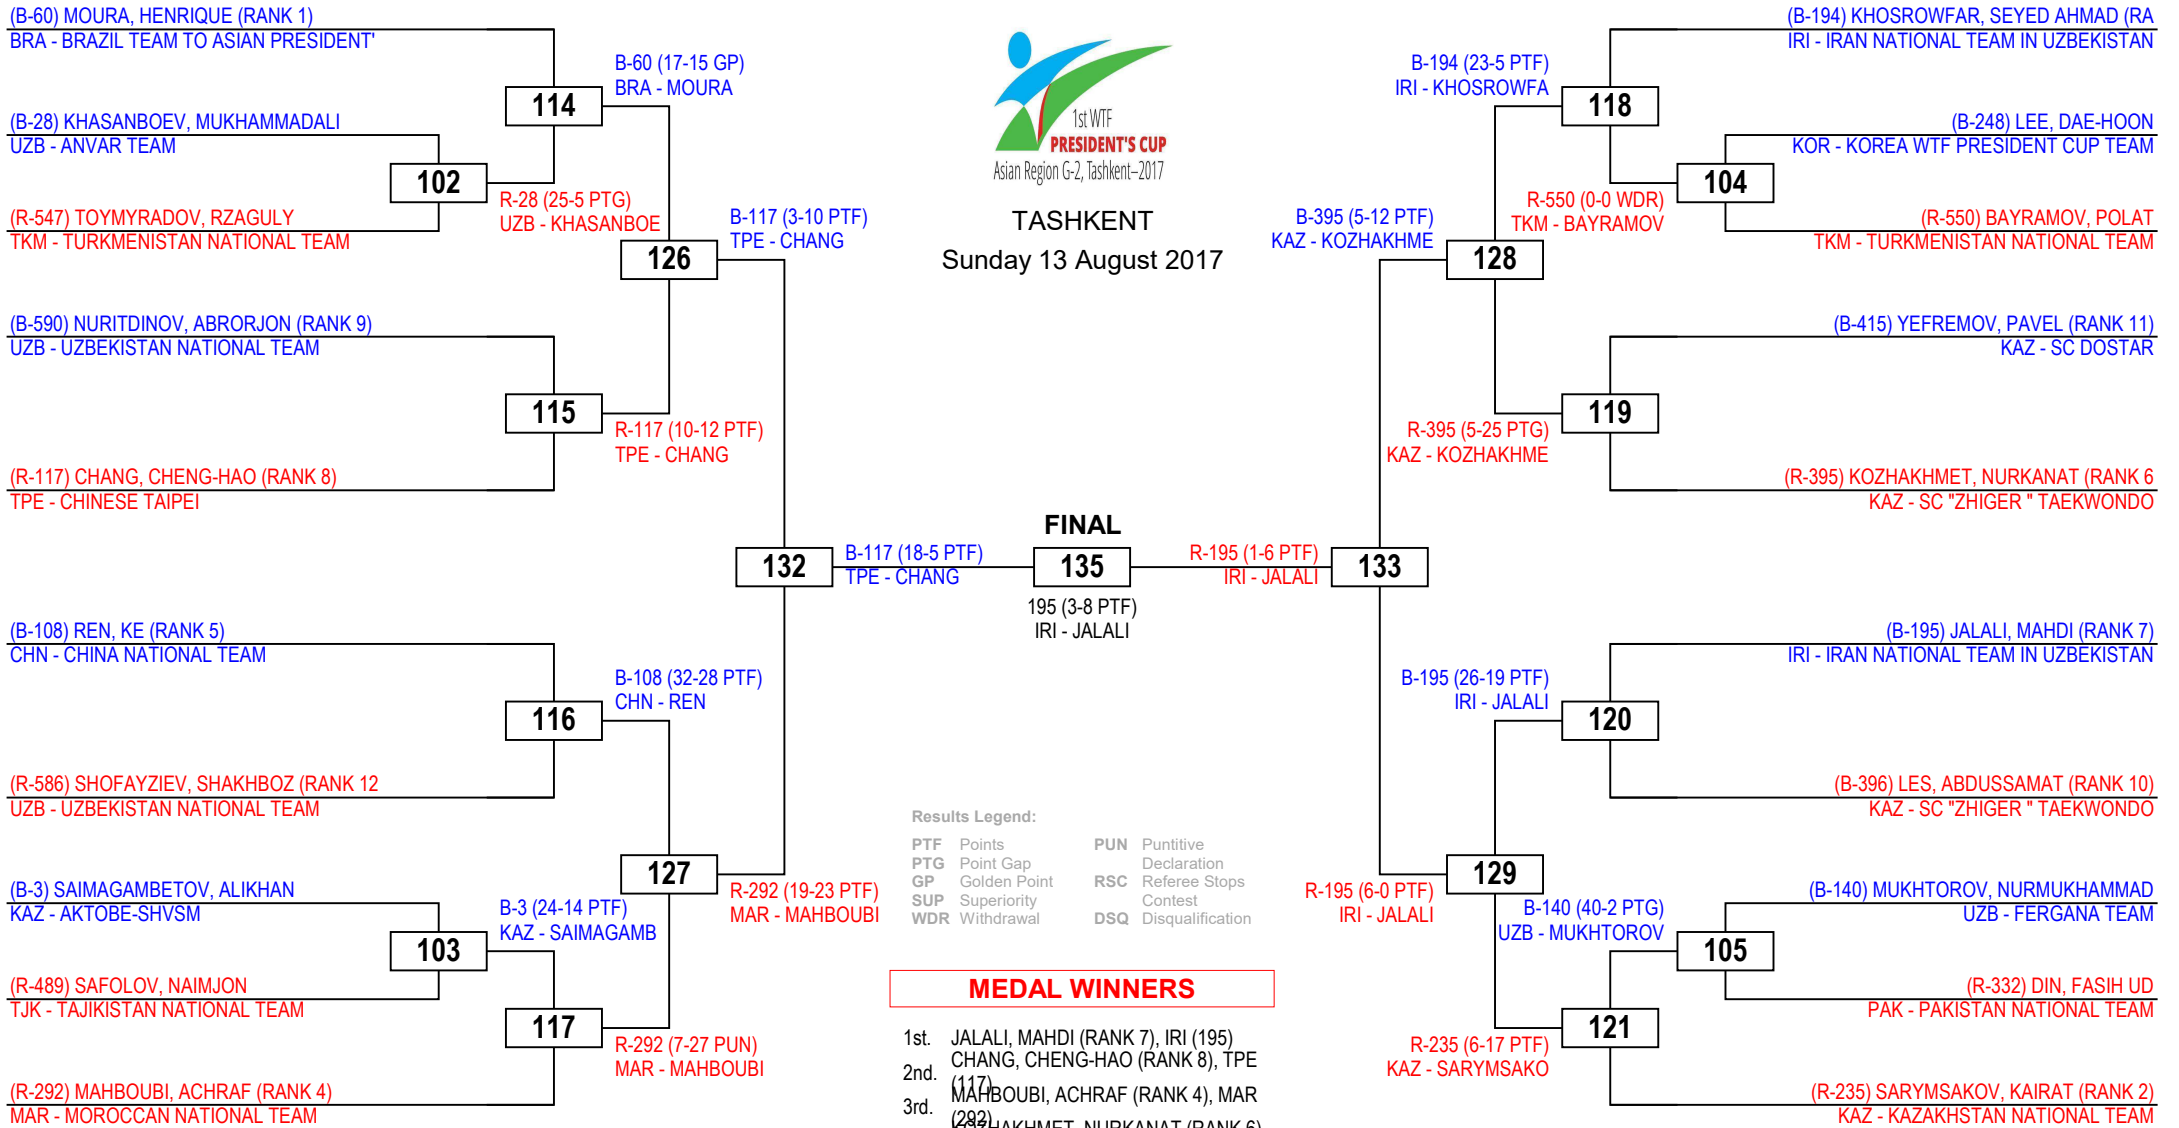 (B-60) MOURA, HENRIQUE (RANK 1)
BRA - BRAZIL TEAM TO ASIAN PRESIDENT'
(B-28) KHASANBOEV, MUKHAMMADALI
UZB - ANVAR TEAM
(R-547) TOYMYRADOV, RZAGULY
TKM - TURKMENISTAN NATIONAL TEAM
(B-590) NURITDINOV, ABRORJON (RANK 9)
UZB - UZBEKISTAN NATIONAL TEAM
(R-117) CHANG, CHENG-HAO (RANK 8)
TPE - CHINESE TAIPEI
(B-108) REN, KE (RANK 5)
CHN - CHINA NATIONAL TEAM
(R-586) SHOFAYZIEV, SHAKHBOZ (RANK 12
UZB - UZBEKISTAN NATIONAL TEAM
(B-3) SAIMAGAMBETOV, ALIKHAN
KAZ - AKTOBE-SHVSM
(R-489) SAFOLOV, NAIMJON
TJK - TAJIKISTAN NATIONAL TEAM
(R-292) MAHBOUBI, ACHRAF (RANK 4)
MAR - MOROCCAN NATIONAL TEAM
102
R-28 (25-5 PTG)
UZB - KHASANBOE
103
B-3 (24-14 PTF)
KAZ - SAIMAGAMB
114
B-60 (17-15 GP)
BRA - MOURA
115
R-117 (10-12 PTF)
TPE - CHANG
116
B-108 (32-28 PTF)
CHN - REN
117
R-292 (7-27 PUN)
MAR - MAHBOUBI
126
B-117 (3-10 PTF)
TPE - CHANG
127
R-292 (19-23 PTF)
MAR - MAHBOUBI
132
B-117 (18-5 PTF)
TPE - CHANG
1st WTF
PRESIDENT'S CUP
Asian Region G-2, Tashkent–2017
TASHKENT
Sunday 13 August 2017
FINAL
135
195 (3-8 PTF)
IRI - JALALI
R-195 (1-6 PTF)
IRI - JALALI
133
B-395 (5-12 PTF)
KAZ - KOZHAKHME
128
R-195 (6-0 PTF)
IRI - JALALI
129
B-194 (23-5 PTF)
IRI - KHOSROWFA
118
R-395 (5-25 PTG)
KAZ - KOZHAKHME
119
B-195 (26-19 PTF)
IRI - JALALI
120
R-235 (6-17 PTF)
KAZ - SARYMSAKO
121
R-550 (0-0 WDR)
TKM - BAYRAMOV
104
B-140 (40-2 PTG)
UZB - MUKHTOROV
105
(B-194) KHOSROWFAR, SEYED AHMAD (RA
IRI - IRAN NATIONAL TEAM IN UZBEKISTAN
(B-248) LEE, DAE-HOON
KOR - KOREA WTF PRESIDENT CUP TEAM
(R-550) BAYRAMOV, POLAT
TKM - TURKMENISTAN NATIONAL TEAM
(B-415) YEFREMOV, PAVEL (RANK 11)
KAZ - SC DOSTAR
(R-395) KOZHAKHMET, NURKANAT (RANK 6
KAZ - SC "ZHIGER " TAEKWONDO
(B-195) JALALI, MAHDI (RANK 7)
IRI - IRAN NATIONAL TEAM IN UZBEKISTAN
(B-396) LES, ABDUSSAMAT (RANK 10)
KAZ - SC "ZHIGER " TAEKWONDO
(B-140) MUKHTOROV, NURMUKHAMMAD
UZB - FERGANA TEAM
(R-332) DIN, FASIH UD
PAK - PAKISTAN NATIONAL TEAM
(R-235) SARYMSAKOV, KAIRAT (RANK 2)
KAZ - KAZAKHSTAN NATIONAL TEAM
Results Legend:
PTF Points
PTG Point Gap
GP Golden Point
SUP Superiority
WDR Withdrawal
PUN Puntitive
Declaration
RSC Referee Stops
Contest
DSQ Disqualification
MEDAL WINNERS
1st. JALALI, MAHDI (RANK 7), IRI (195)
2nd. CHANG, CHENG-HAO (RANK 8), TPE
(117)
3rd. MAHBOUBI, ACHRAF (RANK 4), MAR
(292)
KOZHAKHMET, NURKANAT (RANK 6)